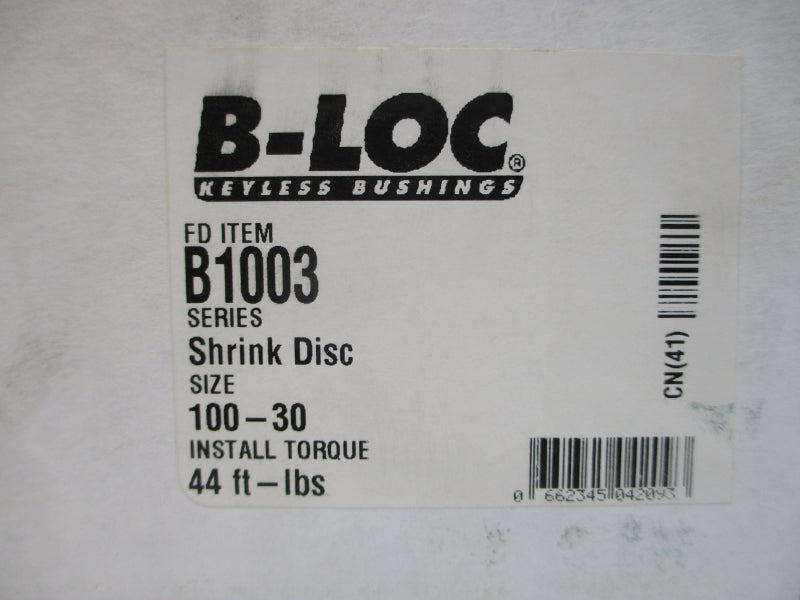 B-LOC®
KEYLESS BUSHINGS
FD ITEM
B1003
SERIES
Shrink Disc
SIZE
100-30
INSTALL TORQUE
44 ft-lbs
CN(41)
0 662345 042093